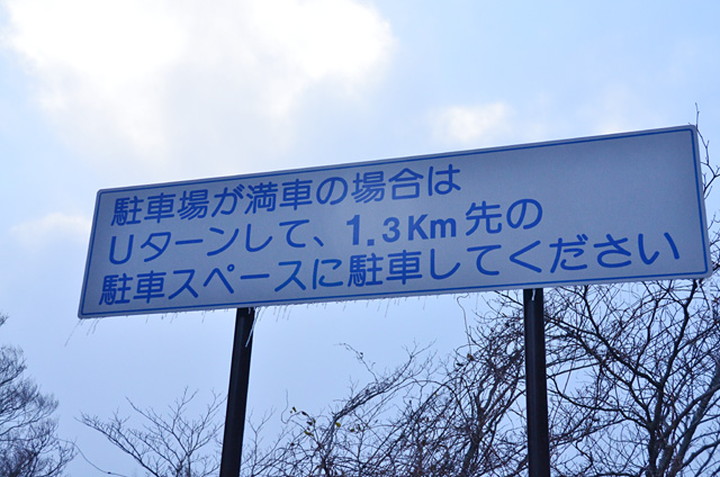 駐車場が満車の場合は
Uターンして、1.3Km先の
駐車スペースに駐車してください